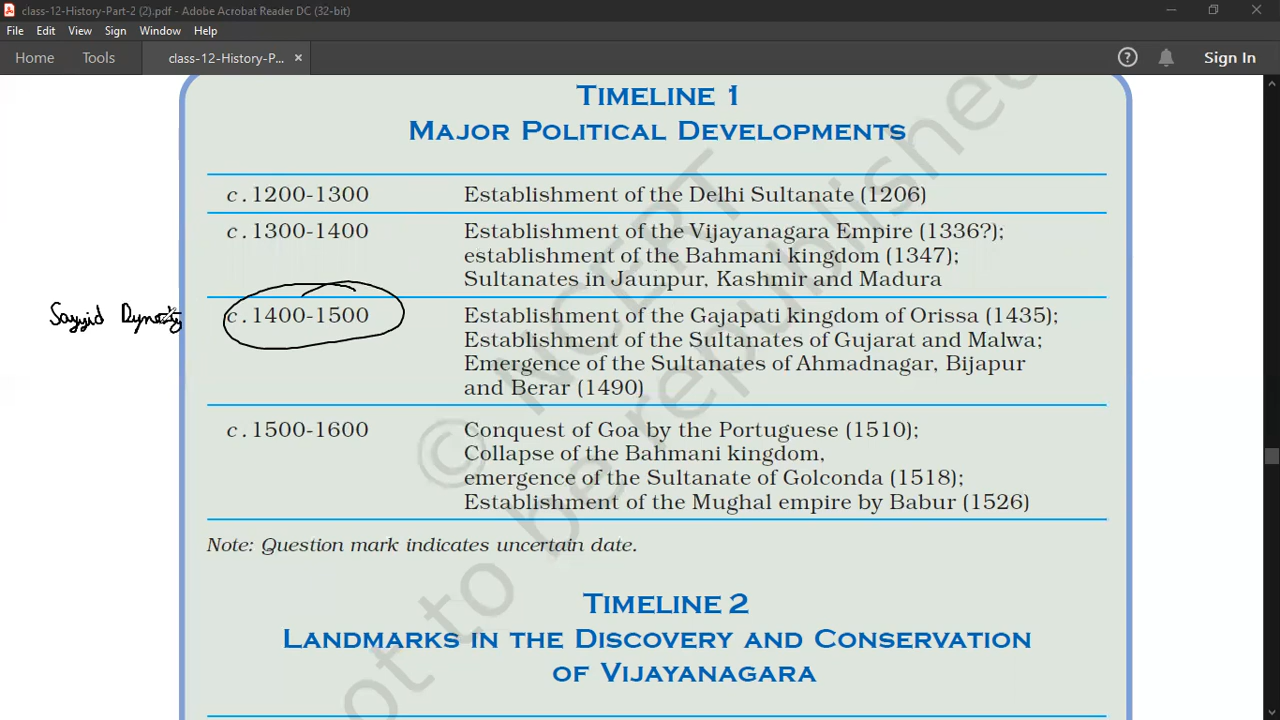 class-12-History-Part-2 (2).pdf - Adobe Acrobat Reader DC (32-bit)
File Edit View Sign Window Help
Home Tools class-12-History-P... × Sign In
TIMELINE 1
MAJOR POLITICAL DEVELOPMENTS
c.1200-1300 Establishment of the Delhi Sultanate (1206)
c.1300-1400 Establishment of the Vijayanagara Empire (1336?);
establishment of the Bahmani kingdom (1347);
Sultanates in Jaunpur, Kashmir and Madura
Sayyid Dynasty c.1400-1500 Establishment of the Gajapati kingdom of Orissa (1435);
Establishment of the Sultanates of Gujarat and Malwa;
Emergence of the Sultanates of Ahmadnagar, Bijapur
and Berar (1490)
c.1500-1600 Conquest of Goa by the Portuguese (1510);
Collapse of the Bahmani kingdom,
emergence of the Sultanate of Golconda (1518);
Establishment of the Mughal empire by Babur (1526)
Note: Question mark indicates uncertain date.
TIMELINE 2
LANDMARKS IN THE DISCOVERY AND CONSERVATION
OF VIJAYANAGARA
© NCERT
not to be republished